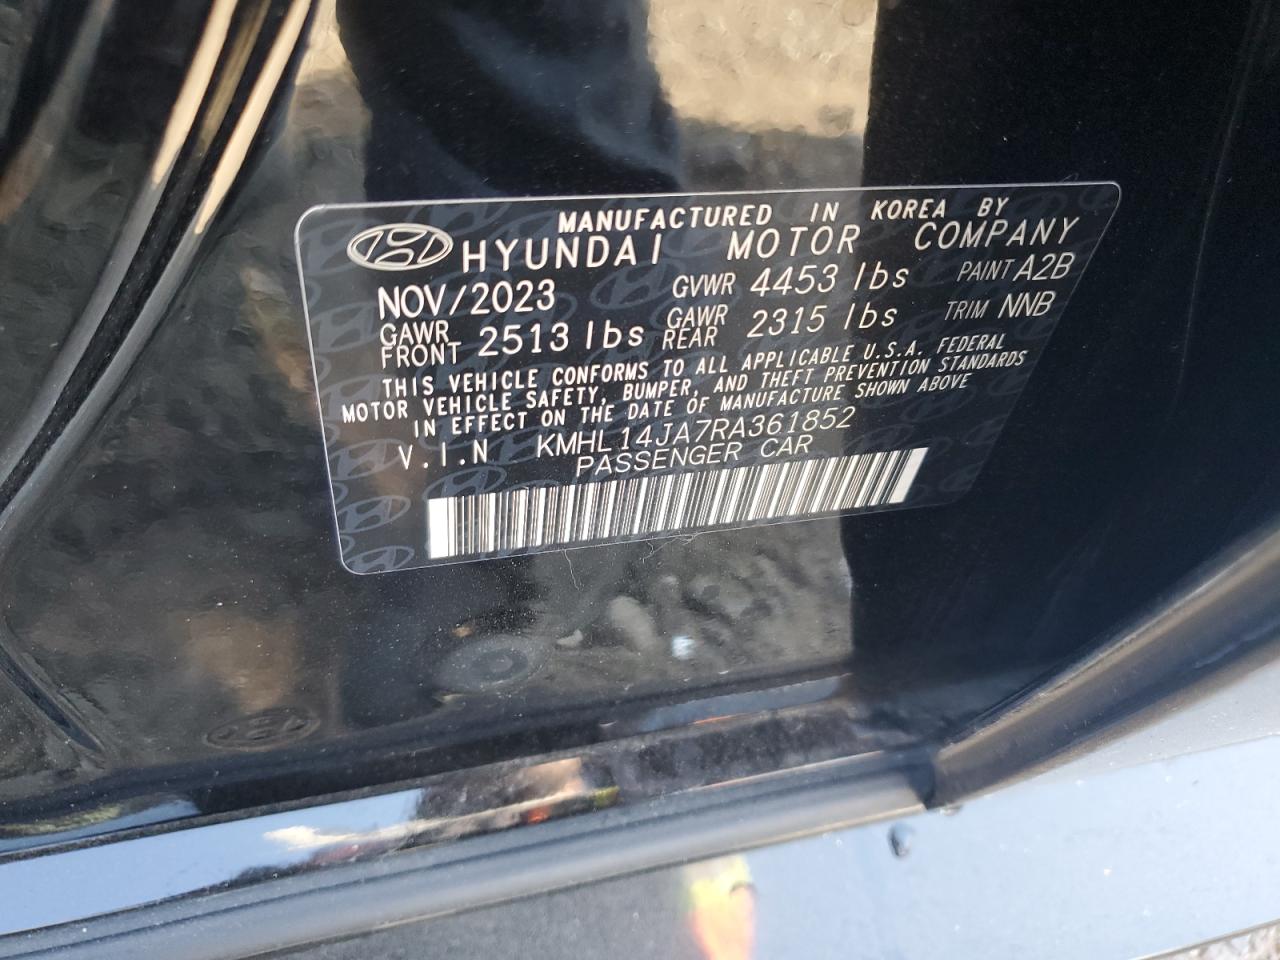 MANUFACTURED IN KOREA BY
HYUNDAI MOTOR COMPANY
NOV/2023 GVWR 4453 lbs PAINT A2B
GAWR FRONT 2513 lbs GAWR REAR 2315 lbs TRIM NNB
THIS VEHICLE CONFORMS TO ALL APPLICABLE U.S.A. FEDERAL
MOTOR VEHICLE SAFETY, BUMPER, AND THEFT PREVENTION STANDARDS
IN EFFECT ON THE DATE OF MANUFACTURE SHOWN ABOVE
V.I.N KMHL14JA7RA361852
PASSENGER CAR